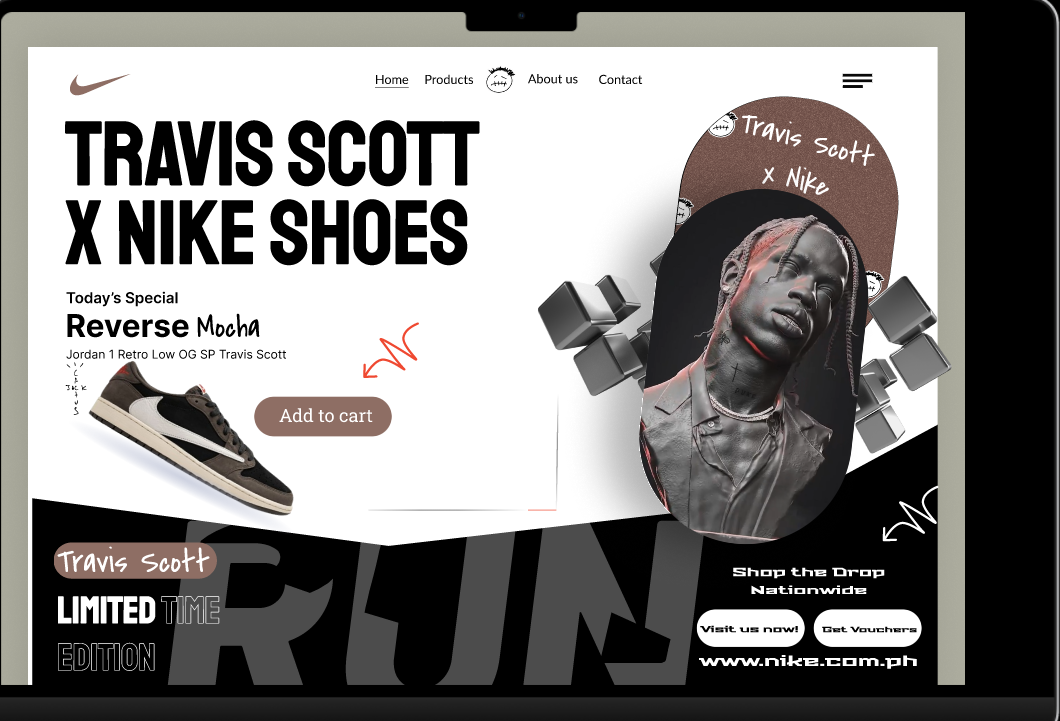 Home Products About us Contact
TRAVIS SCOTT
X NIKE SHOES
Travis Scott
x Nike
Today's Special
Reverse Mocha
Jordan 1 Retro Low OG SP Travis Scott
Add to cart
Travis Scott
LIMITED TIME
EDITION
RUN
Shop the Drop
Nationwide
Visit us now! Get Vouchers
www.nike.com.ph